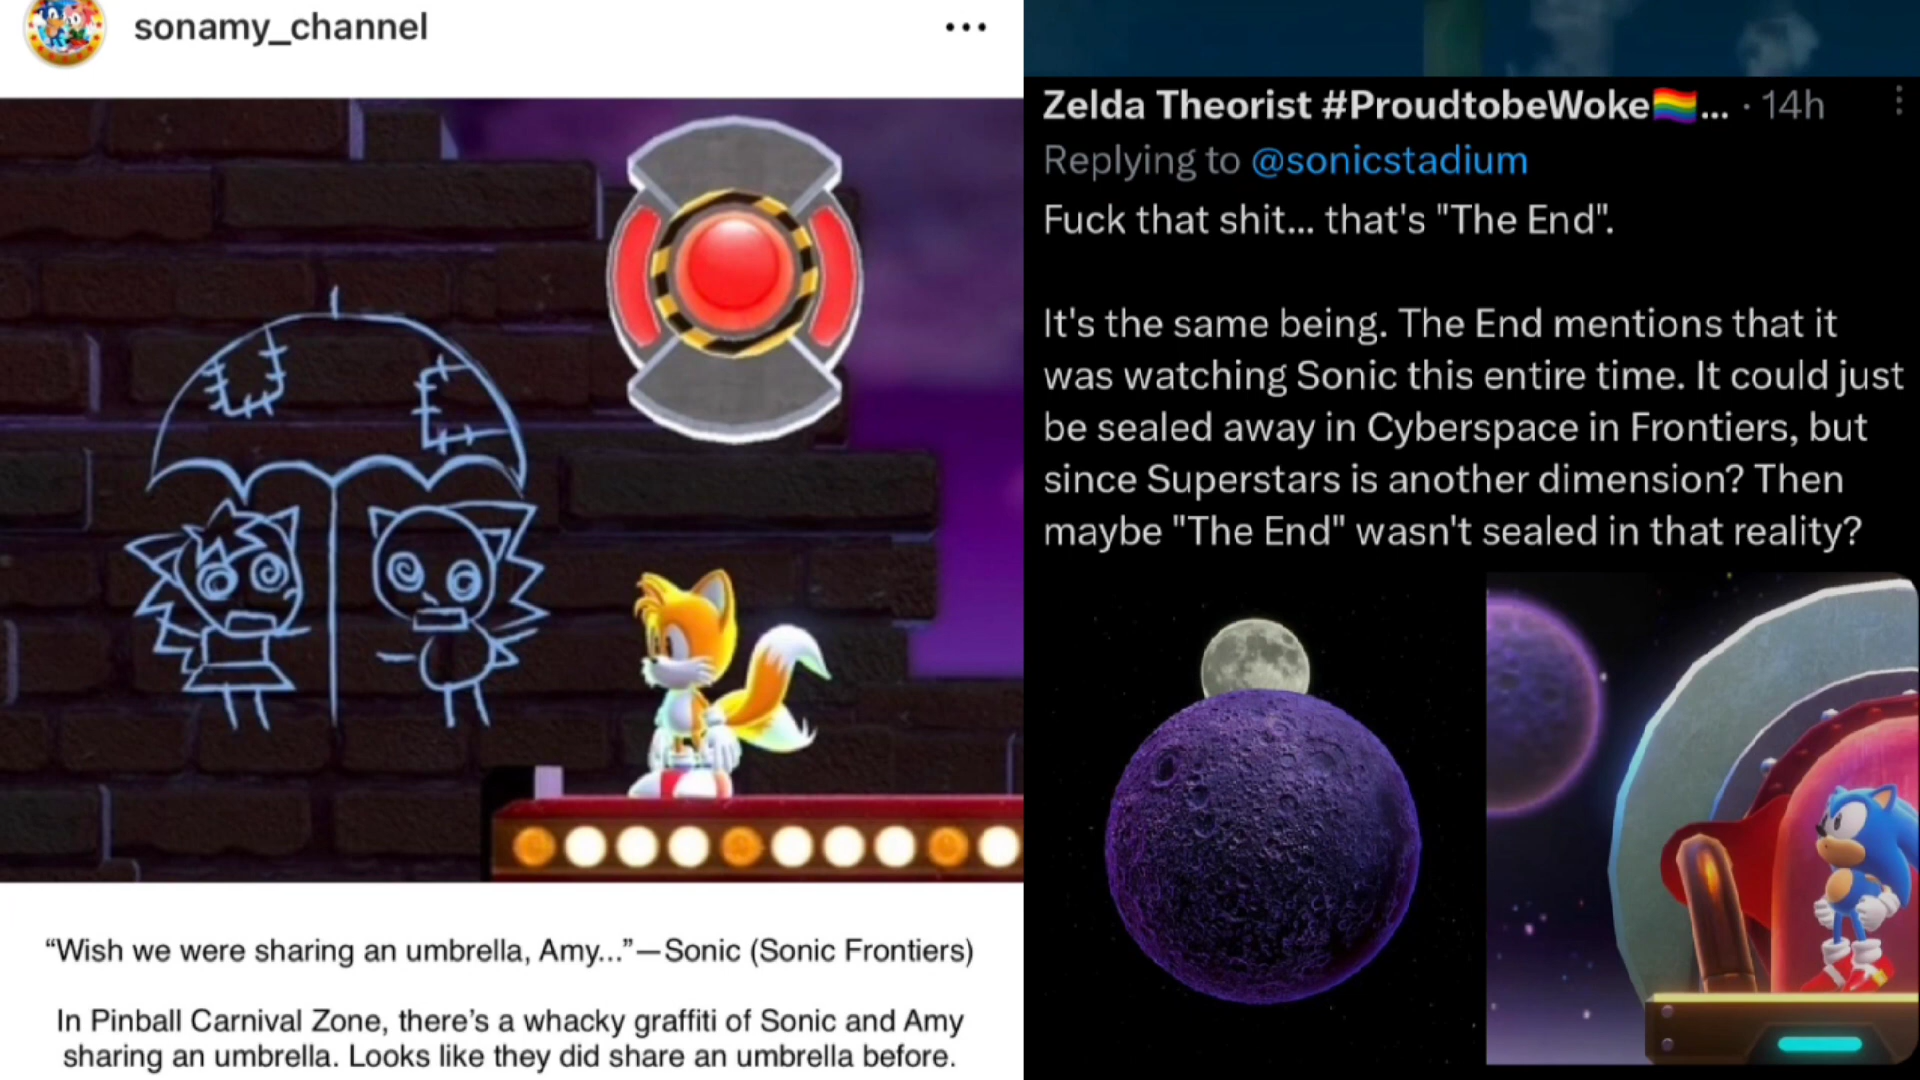 sonamy_channel
“Wish we were sharing an umbrella, Amy...”—Sonic (Sonic Frontiers)
In Pinball Carnival Zone, there’s a whacky graffiti of Sonic and Amy
sharing an umbrella. Looks like they did share an umbrella before.
Zelda Theorist #ProudtobeWoke🏳️‍🌈... · 14h
Replying to @sonicstadium
Fuck that shit... that's "The End".
It's the same being. The End mentions that it
was watching Sonic this entire time. It could just
be sealed away in Cyberspace in Frontiers, but
since Superstars is another dimension? Then
maybe "The End" wasn't sealed in that reality?